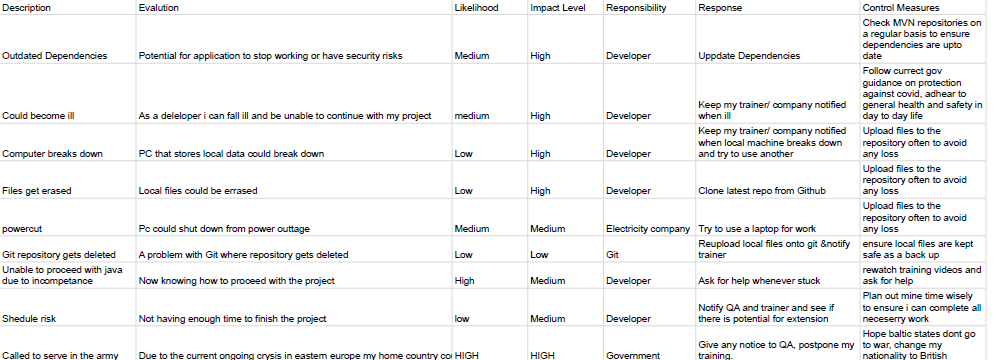 Description Evalution Likelihood Impact Level Responsibility Response Control Measures
Check MVN repositories on
a regular basis to ensure
dependencies are upto
Outdated Dependencies Potential for application to stop working or have security risks Medium High Developer Uppdate Dependencies date
Follow currect gov
guidance on protection
against covid, adhear to
Keep my trainer/ company notified general health and safety in
Could become ill As a deleloper i can fall ill and be unable to continue with my project medium High Developer when ill day to day life
Keep my trainer/ company notified Upload files to the
when local machine breaks down repository often to avoid
Computer breaks down PC that stores local data could break down Low High Developer and try to use another any loss
Upload files to the
repository often to avoid
Files get erased Local files could be errased Low High Developer Clone latest repo from Github any loss
Upload files to the
repository often to avoid
powercut Pc could shut down from power outtage Medium Medium Electricity company Try to use a laptop for work any loss
Reupload local files onto git &notify ensure local files are kept
Git repository gets deleted A problem with Git where repository gets deleted Low Low Git trainer safe as a back up
Unable to proceed with java rewatch training videos and
due to incompetance Now knowing how to proceed with the project High Medium Developer Ask for help whenever stuck ask for help
Plan out mine time wisely
Notify QA and trainer and see if to ensure i can complete all
Shedule risk Not having enough time to finish the project low Medium Developer there is potential for extension neceserry work
Hope baltic states dont go
Give any notice to QA, postpone my to war, change my
Called to serve in the army Due to the current ongoing crysis in eastern europe my home country co HIGH HIGH Government training. nationality to British